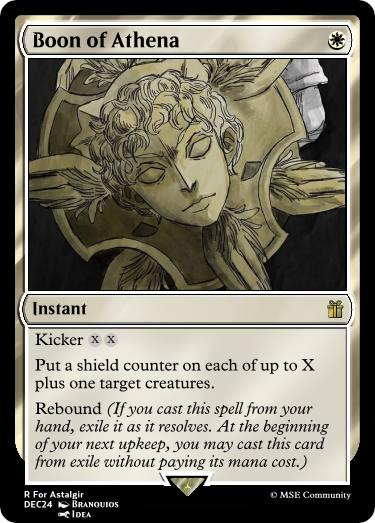 Boon of Athena
Instant
Kicker X X
Put a shield counter on each of up to X
plus one target creatures.
Rebound (If you cast this spell from your
hand, exile it as it resolves. At the beginning
of your next upkeep, you may cast this card
from exile without paying its mana cost.)
R For Astalgir
DEC24 Branquios
Idea
© MSE Community